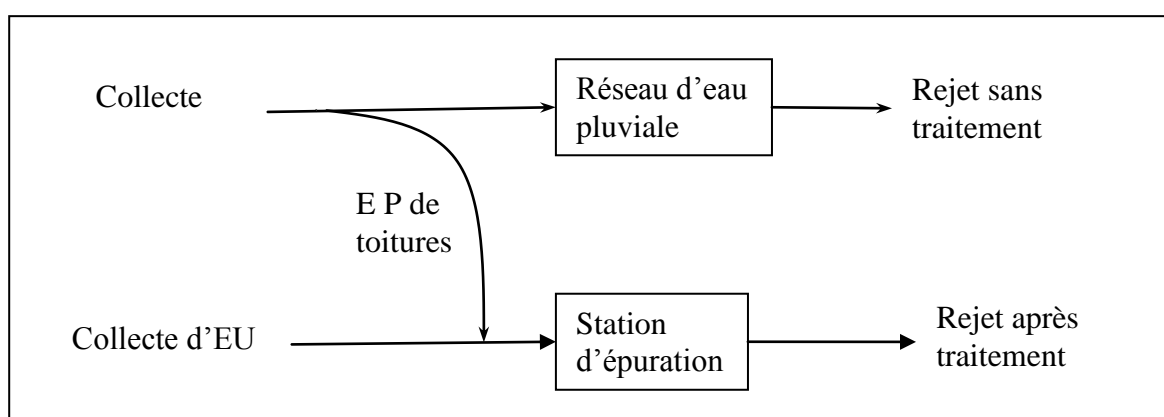 Collecte
Réseau d'eau
pluviale
Rejet sans
traitement
E P de
toitures
Collecte d'EU
Station
d'épuration
Rejet après
traitement